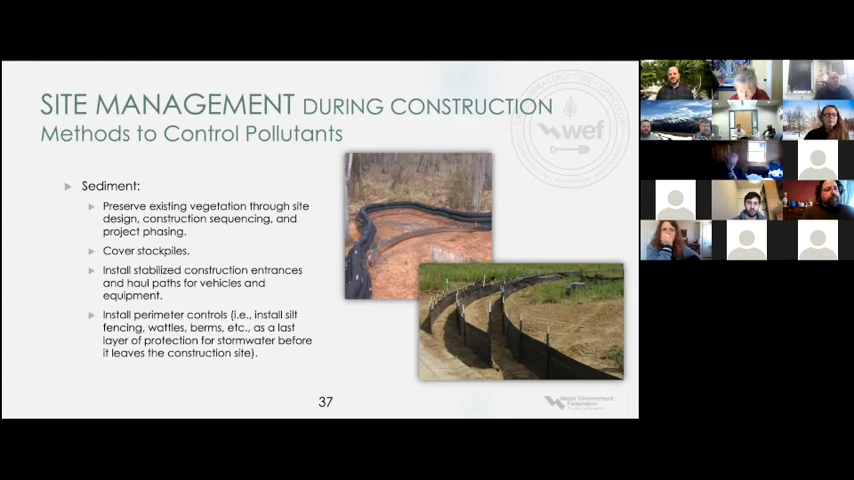 SITE MANAGEMENT DURING CONSTRUCTION
Methods to Control Pollutants
Sediment:
Preserve existing vegetation through site
design, construction sequencing, and
project phasing.
Cover stockpiles.
Install stabilized construction entrances
and haul paths for vehicles and
equipment.
Install perimeter controls (i.e., install silt
fencing, wattles, berms, etc., as a last
layer of protection for stormwater before
it leaves the construction site).
wef
37
Water Environment
Federation